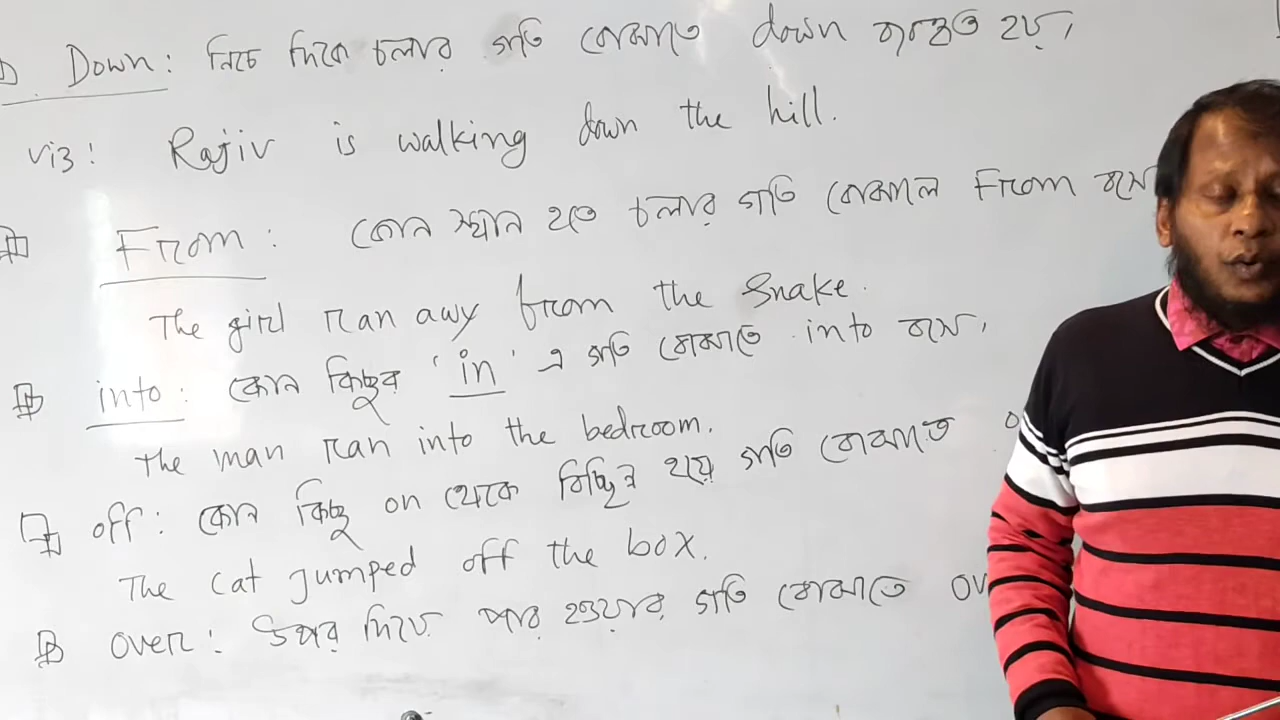 Down: নিচে দিকে চলার গতি বোঝাতে down ব্যবহৃত হয়।
viz: Rajiv is walking down the hill.
From: কোন স্থান হতে চলার গতি বোঝালে From বসে
The girl ran awy from the snake.
into: কোন কিছুর 'in' এ গতি বোঝাতে into বসে।
The man ran into the bedroom.
off: কোন কিছু on থেকে বিচ্ছিন্ন হয়ে গতি বোঝাতে
The cat jumped off the box.
over: উপর দিয়ে পার হওয়ার গতি বোঝাতে ov